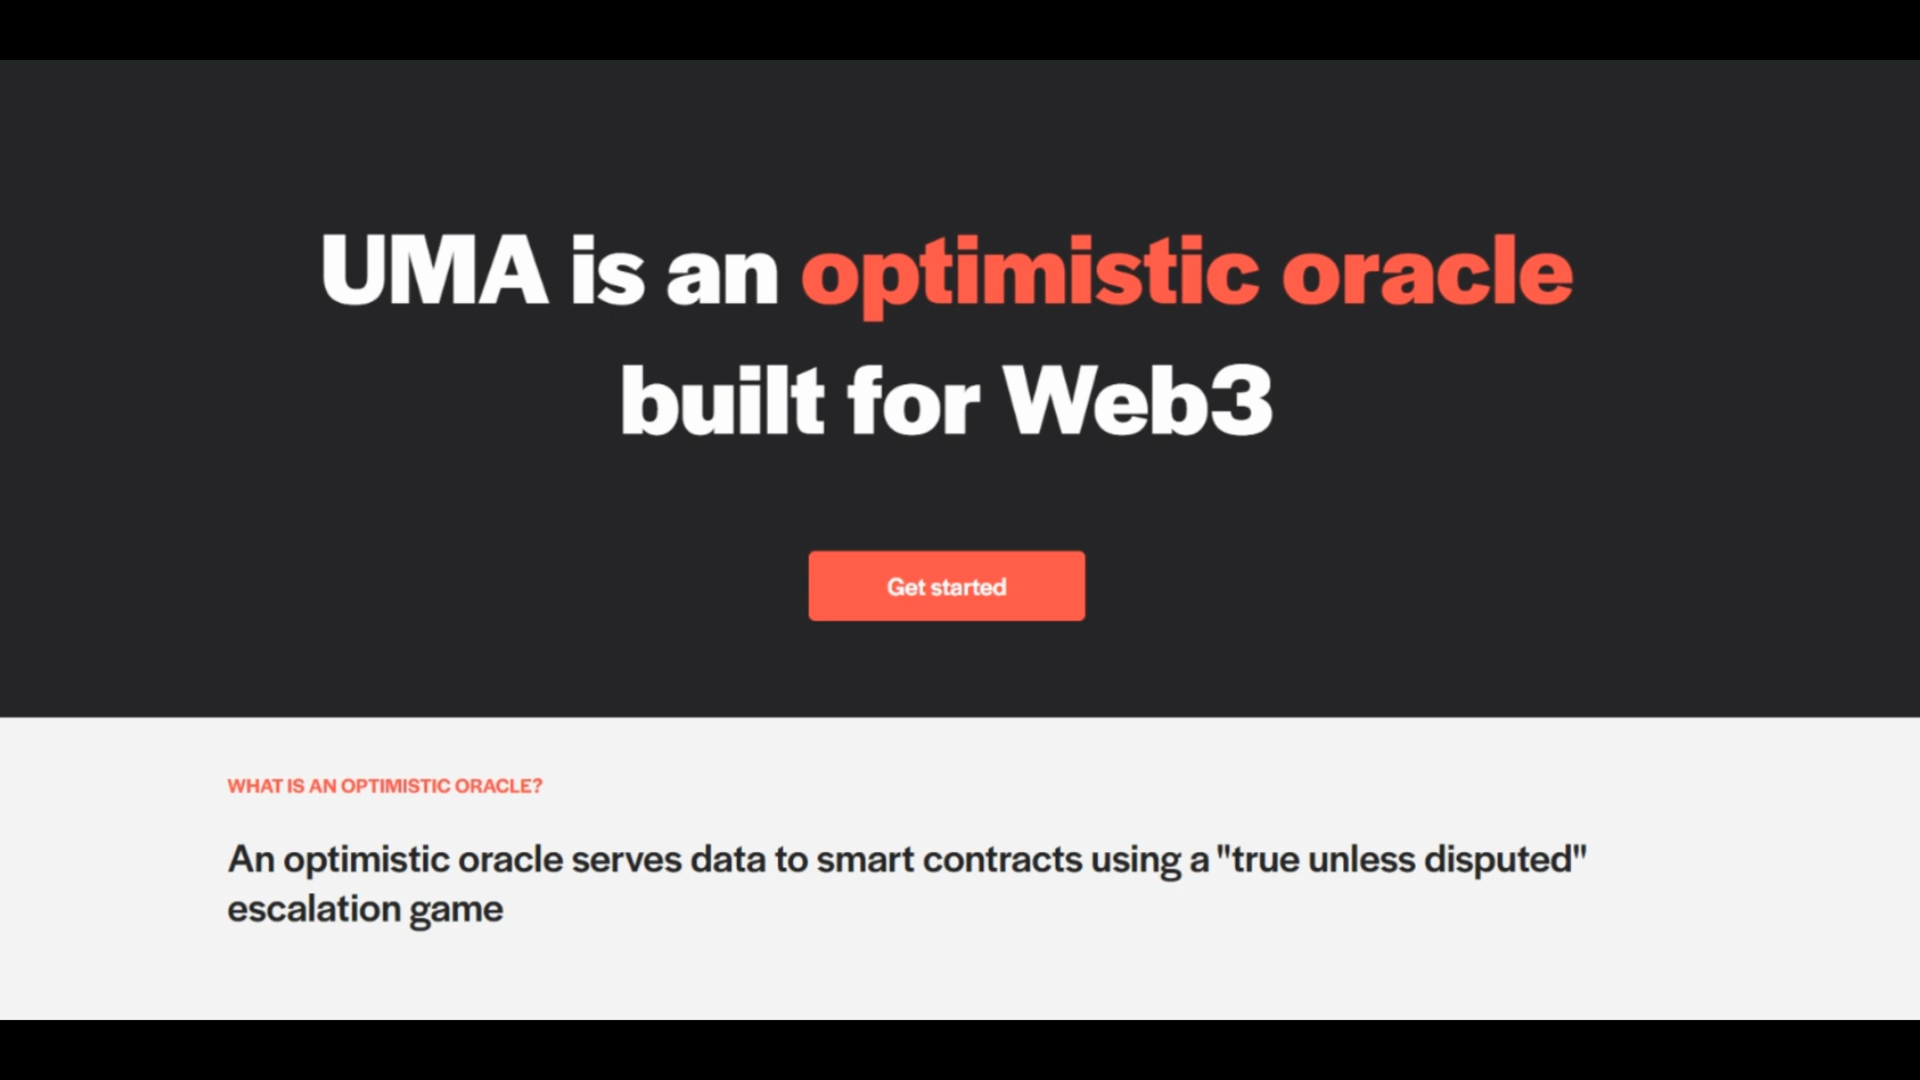 UMA is an optimistic oracle
built for Web3
Get started
WHAT IS AN OPTIMISTIC ORACLE?
An optimistic oracle serves data to smart contracts using a "true unless disputed"
escalation game